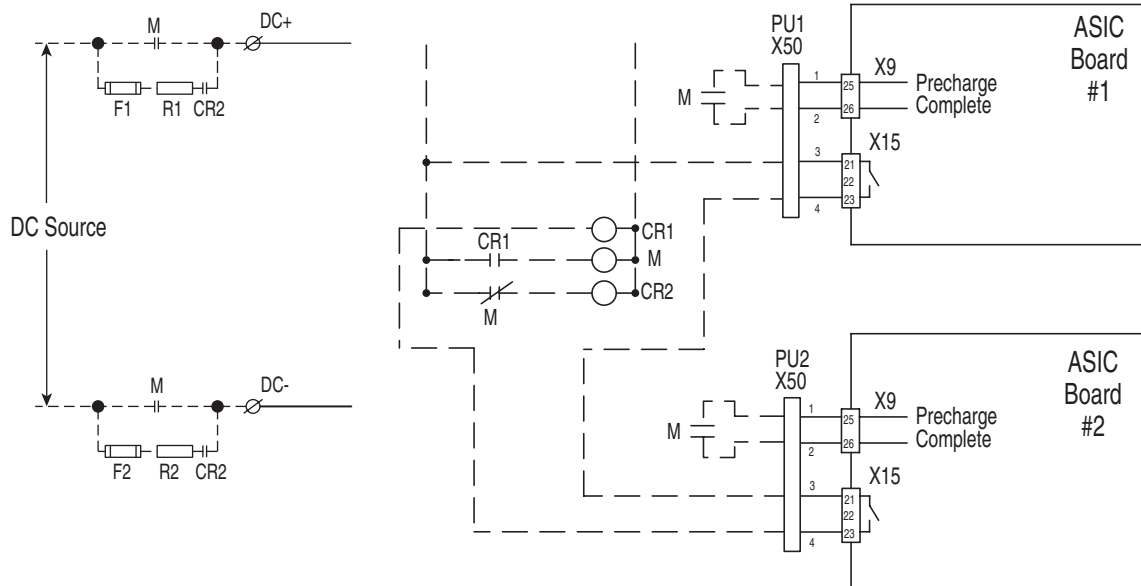 M
DC+
F1
R1
CR2
DC Source
M
DC-
F2
R2
CR2
CR1
CR1
M
M
CR2
PU1
X50
M
1
2
3
4
25
26
X9
Precharge
Complete
X15
21
22
23
ASIC
Board
#1
PU2
X50
M
1
2
3
4
25
26
X9
Precharge
Complete
X15
21
22
23
ASIC
Board
#2